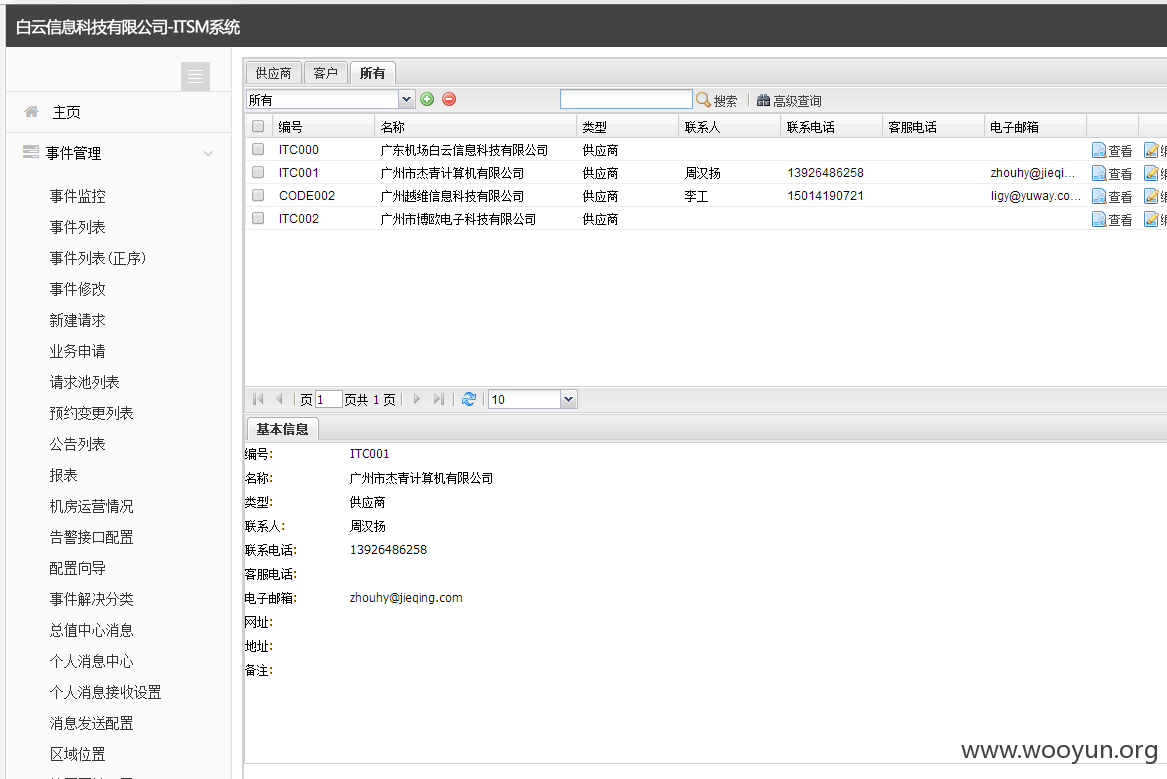 白云信息科技有限公司-ITSM系统
主页
事件管理
事件监控
事件列表
事件列表(正序)
事件修改
新建请求
业务申请
请求池列表
预约变更列表
公告列表
报表
机房运营情况
告警接口配置
配置向导
事件解决分类
总值中心消息
个人消息中心
个人消息接收设置
消息发送配置
区域位置
供应商 客户 所有
所有 搜索 高级查询
编号 名称 类型 联系人 联系电话 客服电话 电子邮箱
ITC000 广东机场白云信息科技有限公司 供应商 查看
ITC001 广州市杰青计算机有限公司 供应商 周汉扬 13926486258 zhouhy@jieqi... 查看
CODE002 广州越维信息科技有限公司 供应商 李工 15014190721 ligy@yuway.co... 查看
ITC002 广州市博欧电子科技有限公司 供应商 查看
页 1 页共 1 页 10
基本信息
编号: ITC001
名称: 广州市杰青计算机有限公司
类型: 供应商
联系人: 周汉扬
联系电话: 13926486258
客服电话:
电子邮箱: zhouhy@jieqing.com
网址:
地址:
备注:
www.wooyun.org